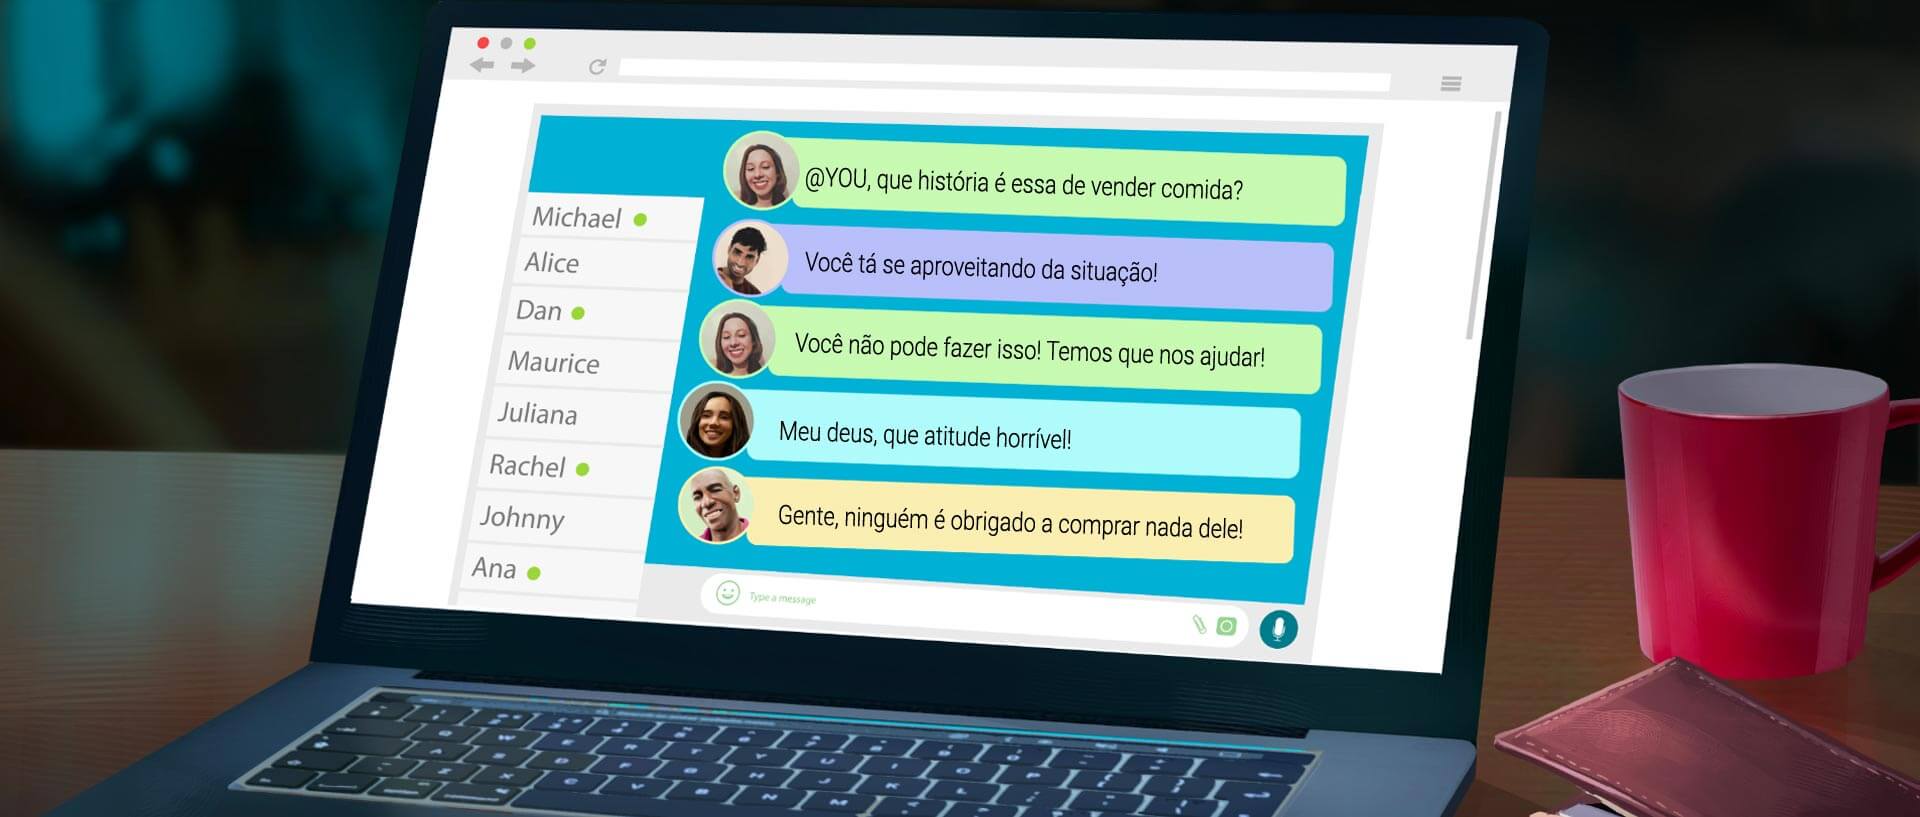 @YOU, que história é essa de vender comida?
Você tá se aproveitando da situação!
Você não pode fazer isso! Temos que nos ajudar!
Meu deus, que atitude horrível!
Gente, ninguém é obrigado a comprar nada dele!
Michael
Alice
Dan
Maurice
Juliana
Rachel
Johnny
Ana
Type a message